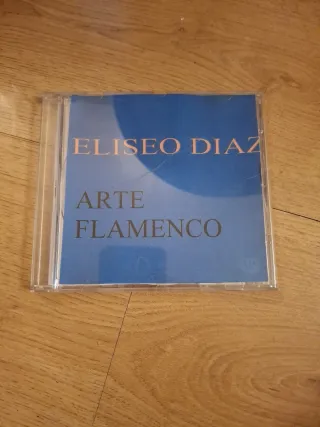 ELISEO DIAZ
ARTE
FLAMENCO